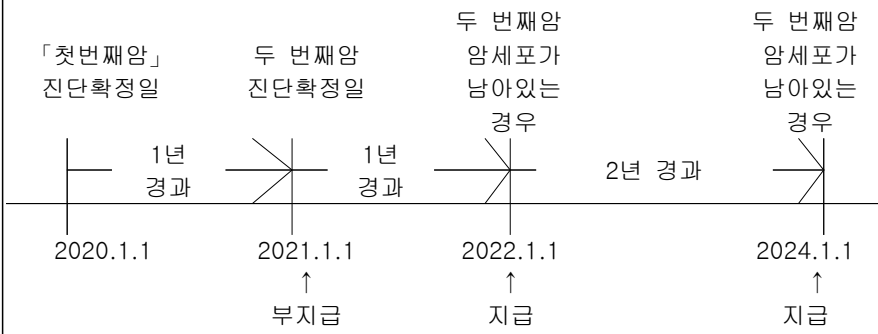 두 번째암 두 번째암
「첫번째암」 두 번째암 암세포가 암세포가
진단확정일 진단확정일 남아있는 남아있는
경우 경우
1년 1년
경과 경과
2년 경과
2020.1.1 2021.1.1 2022.1.1 2024.1.1
↑ ↑ ↑
부지급 지급 지급